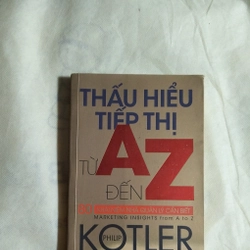 THẤU HIỂU
TIẾP THỊ
TỪ
A
ĐẾN
Z
MARKETING INSIGHTS from A to Z
PHILIP
KOTLER